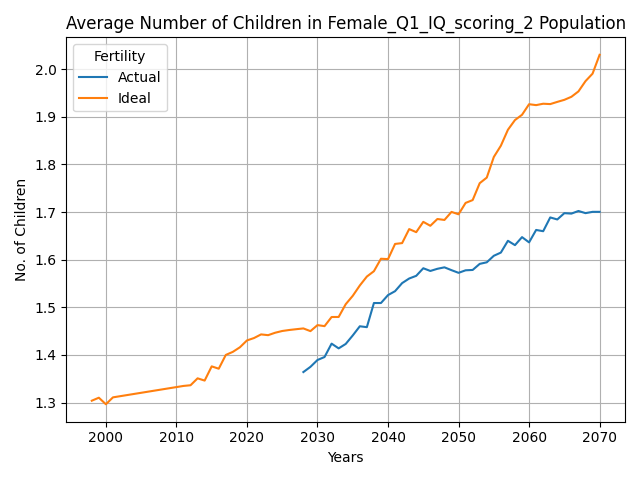 Average Number of Children in Female_Q1_IQ_scoring_2 Population
Fertility
Actual
Ideal
No. of Children
2.0
1.9
1.8
1.7
1.6
1.5
1.4
1.3
2000 2010 2020 2030 2040 2050 2060 2070
Years